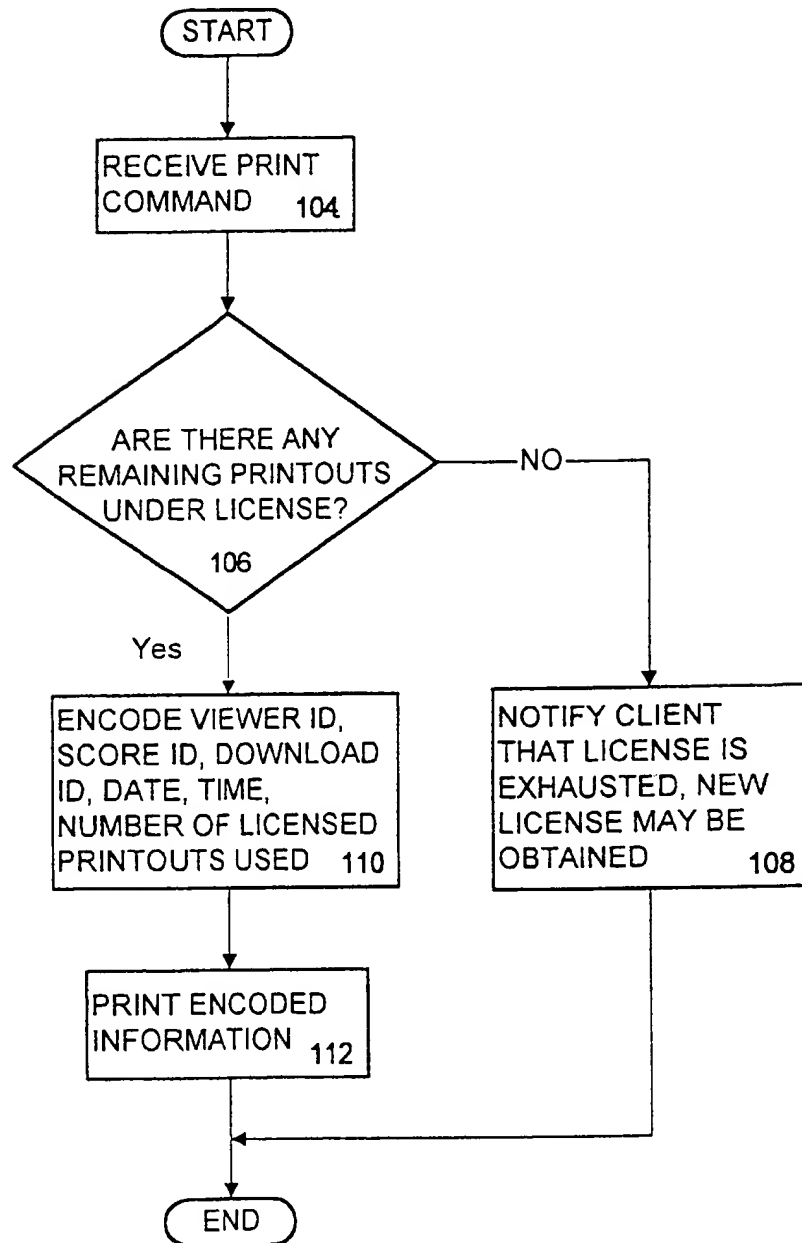 START
RECEIVE PRINT
COMMAND 104
ARE THERE ANY
REMAINING PRINTOUTS
UNDER LICENSE?
106
NO
Yes
ENCODE VIEWER ID,
SCORE ID, DOWNLOAD
ID, DATE, TIME,
NUMBER OF LICENSED
PRINTOUTS USED 110
NOTIFY CLIENT
THAT LICENSE IS
EXHAUSTED, NEW
LICENSE MAY BE
OBTAINED 108
PRINT ENCODED
INFORMATION 112
END